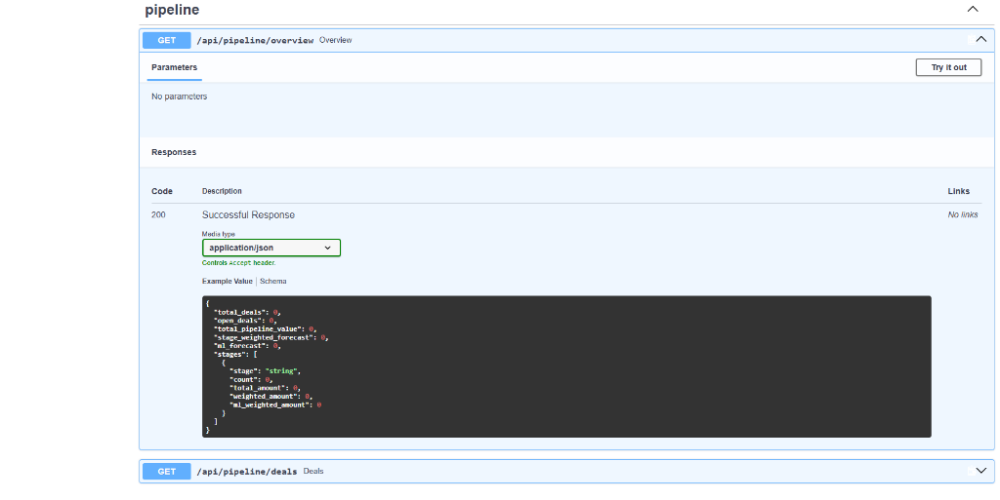 pipeline
GET /api/pipeline/overview Overview
Parameters Try it out
No parameters
Responses
Code Description Links
200 Successful Response No links
Media type
application/json
Controls Accept header.
Example Value | Schema
{
"total_deals": 0,
"open_deals": 0,
"total_pipeline_value": 0,
"stage_weighted_forecast": 0,
"ml_forecast": 0,
"stages": [
{
"stage": "string",
"count": 0,
"total_amount": 0,
"weighted_amount": 0,
"ml_weighted_amount": 0
}
]
}
GET /api/pipeline/deals Deals